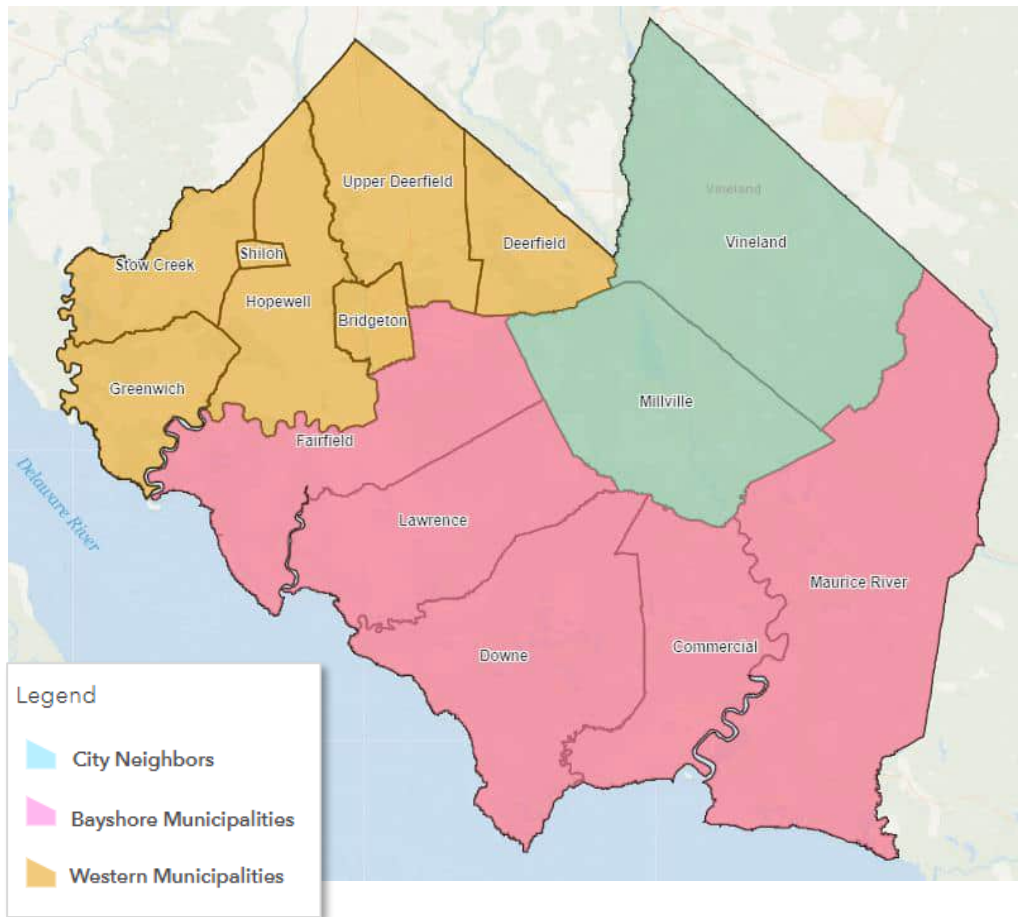 Vineland
Upper Deerfield
Vineland
Deerfield
Shiloh
Stow Creek
Hopewell
Bridgeton
Greenwich
Millville
Fairfield
Delaware River
Lawrence
Maurice River
Commercial
Downe
Legend
City Neighbors
Bayshore Municipalities
Western Municipalities